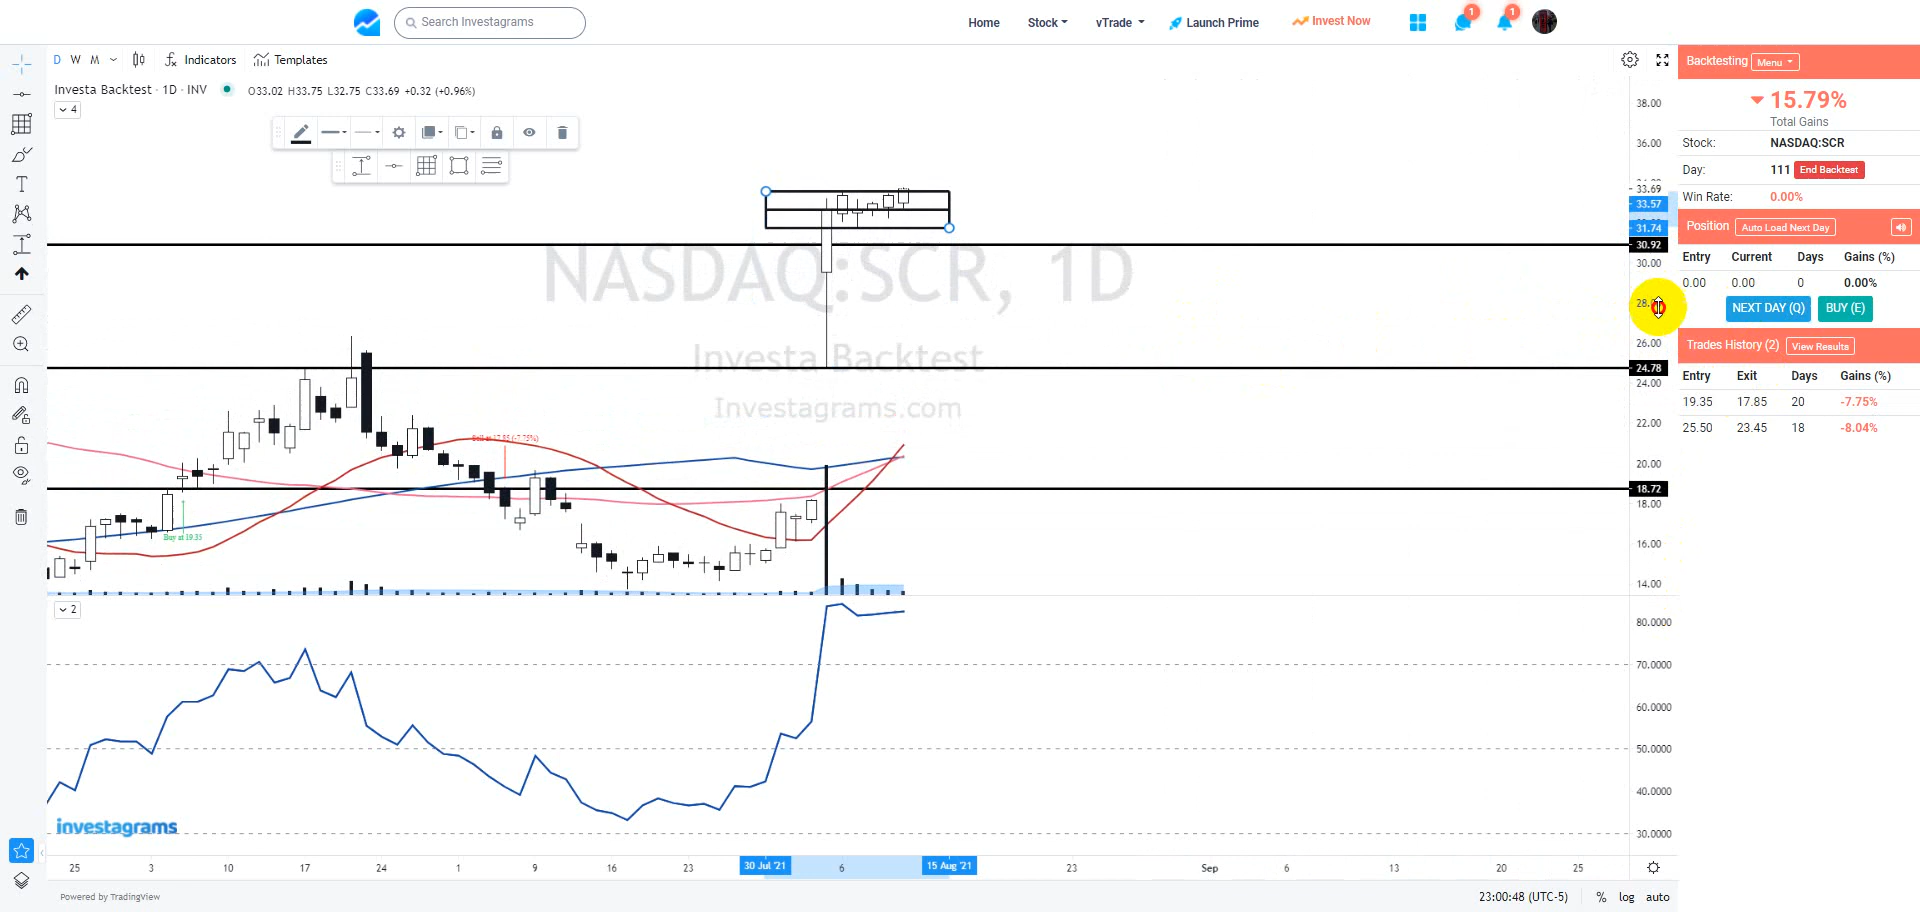 Search Investagrams
Home
Stock
vTrade
Launch Prime
Invest Now
1
1
D W M
Indicators
Templates
Investa Backtest · 1D · INV
O33.02 H33.75 L32.75 C33.69 +0.32 (+0.96%)
4
NASDAQ:SCR, 1D
Investa Backtest
Investagrams.com
Buy at 19.35
38.00
36.00
33.69
33.57
31.74
30.92
30.00
26.00
24.78
24.00
22.00
20.00
18.72
18.00
16.00
14.00
2
80.0000
70.0000
60.0000
50.0000
40.0000
30.0000
investagrams
25 3 10 17 24 1 9 16 23 30 Jul '21 6 15 Aug '21 23 Sep 6 13 20 25
Powered by TradingView
23:00:48 (UTC-5) % log auto
Backtesting Menu
15.79%
Total Gains
Stock: NASDAQ:SCR
Day: 111 End Backtest
Win Rate: 0.00%
Position Auto Load Next Day
Entry Current Days Gains (%)
0.00 0.00 0 0.00%
NEXT DAY (Q) BUY (E)
Trades History (2) View Results
Entry Exit Days Gains (%)
19.35 17.85 20 -7.75%
25.50 23.45 18 -8.04%